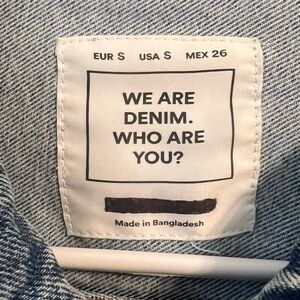 EUR S USA S MEX 26
WE ARE
DENIM.
WHO ARE
YOU?
Made in Bangladesh